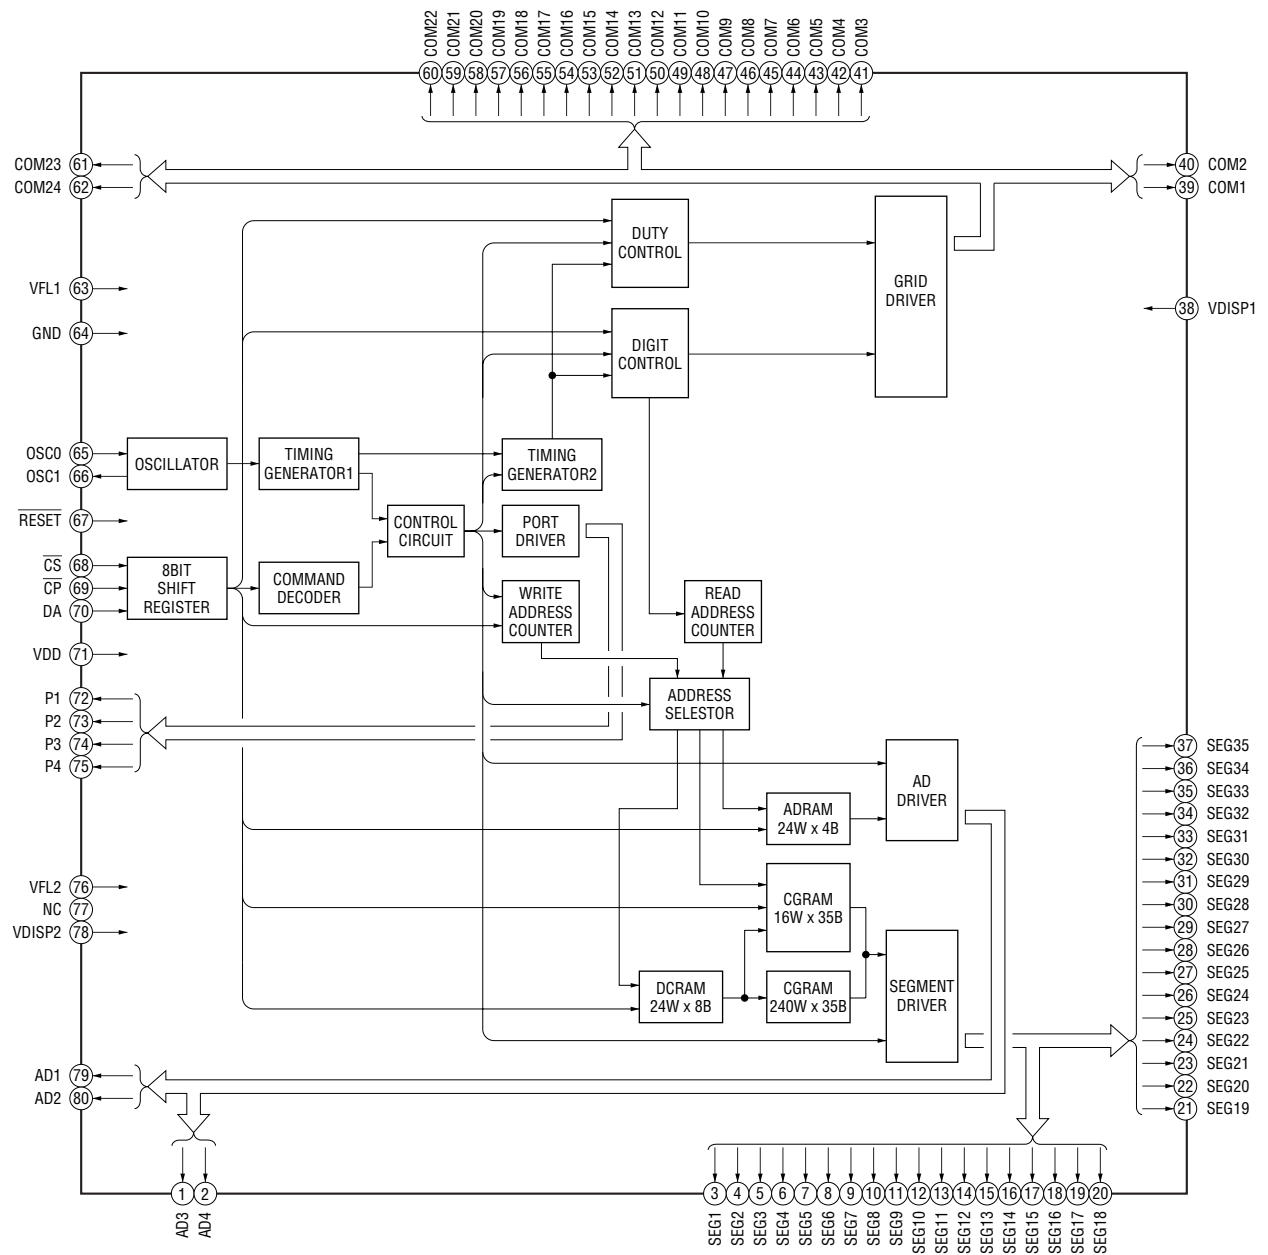 COM22 COM21 COM20 COM19 COM18 COM17 COM16 COM15 COM14 COM13 COM12 COM11 COM10 COM9 COM8 COM7 COM6 COM5 COM4 COM3
60 59 58 57 56 55 54 53 52 51 50 49 48 47 46 45 44 43 42 41
COM23 61
COM24 62
40 COM2
39 COM1
DUTY
CONTROL
GRID
DRIVER
VFL1 63
38 VDISP1
GND 64
DIGIT
CONTROL
OSC0 65
OSC1 66
OSCILLATOR
TIMING
GENERATOR1
TIMING
GENERATOR2
RESET 67
CONTROL
CIRCUIT
PORT
DRIVER
CS 68
CP 69
DA 70
8BIT
SHIFT
REGISTER
COMMAND
DECODER
WRITE
ADDRESS
COUNTER
READ
ADDRESS
COUNTER
VDD 71
P1 72
P2 73
P3 74
P4 75
ADDRESS
SELESTOR
AD
DRIVER
ADRAM
24W x 4B
VFL2 76
NC 77
VDISP2 78
CGRAM
16W x 35B
DCRAM
24W x 8B
CGRAM
240W x 35B
SEGMENT
DRIVER
37 SEG35
36 SEG34
35 SEG33
34 SEG32
33 SEG31
32 SEG30
31 SEG29
30 SEG28
29 SEG27
28 SEG26
27 SEG25
26 SEG24
25 SEG23
24 SEG22
23 SEG21
22 SEG20
21 SEG19
AD1 79
AD2 80
1 2
AD3 AD4
3 4 5 6 7 8 9 10 11 12 13 14 15 16 17 18 19 20
SEG1 SEG2 SEG3 SEG4 SEG5 SEG6 SEG7 SEG8 SEG9 SEG10 SEG11 SEG12 SEG13 SEG14 SEG15 SEG16 SEG17 SEG18